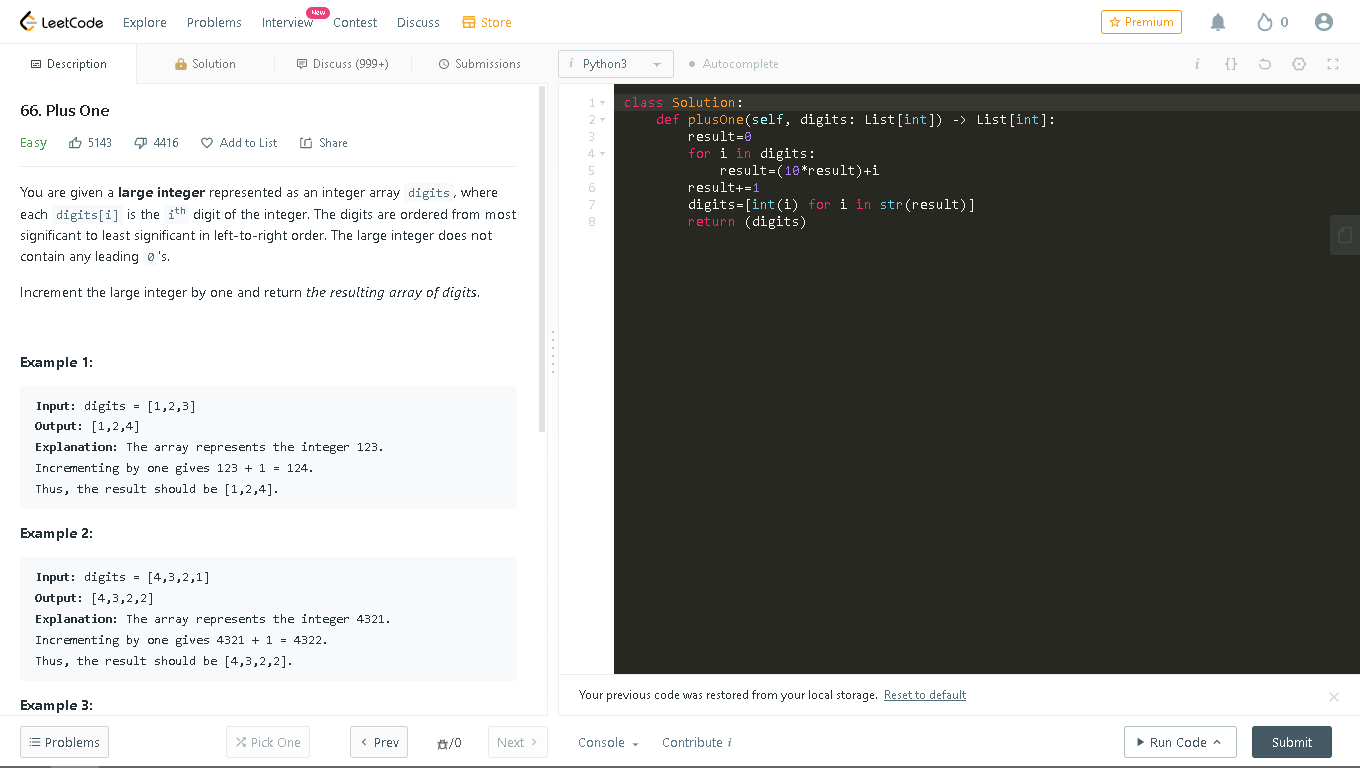 LeetCode Explore Problems Interview New Contest Discuss Store Premium 0
Description Solution Discuss (999+) Submissions i Python3 Autocomplete i {}
66. Plus One
Easy 5143 4416 Add to List Share
You are given a large integer represented as an integer array digits, where
each digits[i] is the ith digit of the integer. The digits are ordered from most
significant to least significant in left-to-right order. The large integer does not
contain any leading 0's.
Increment the large integer by one and return the resulting array of digits.
Example 1:
Input: digits = [1,2,3]
Output: [1,2,4]
Explanation: The array represents the integer 123.
Incrementing by one gives 123 + 1 = 124.
Thus, the result should be [1,2,4].
Example 2:
Input: digits = [4,3,2,1]
Output: [4,3,2,2]
Explanation: The array represents the integer 4321.
Incrementing by one gives 4321 + 1 = 4322.
Thus, the result should be [4,3,2,2].
Example 3:
1 class Solution:
2 def plusOne(self, digits: List[int]) -> List[int]:
3 result=0
4 for i in digits:
5 result=(10*result)+i
6 result+=1
7 digits=[int(i) for i in str(result)]
8 return (digits)
Your previous code was restored from your local storage. Reset to default
Problems Pick One Prev /0 Next Console Contribute i Run Code Submit